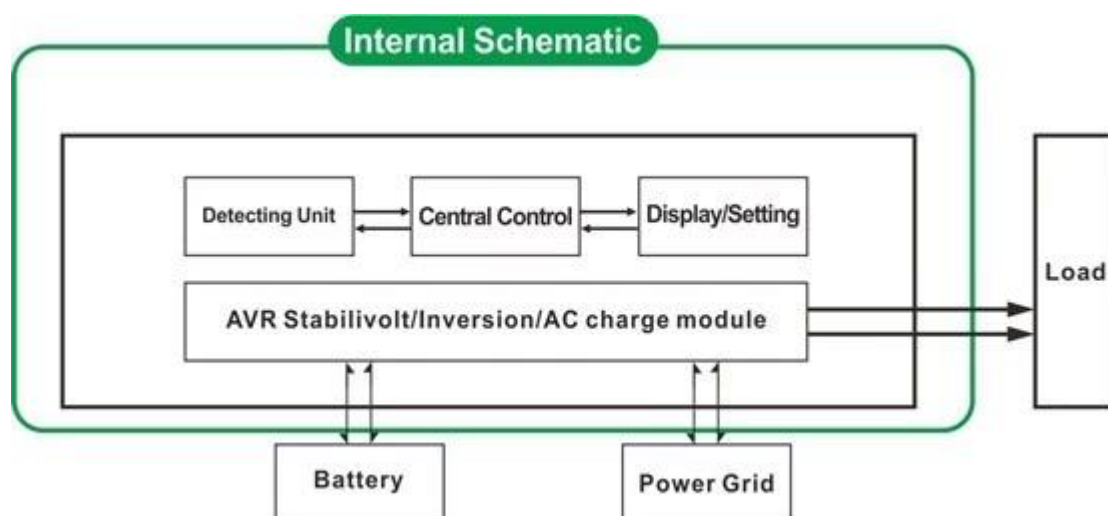 Internal Schematic
Detecting Unit
Central Control
Display/Setting
Load
AVR Stabilivolt/Inversion/AC charge module
Battery
Power Grid